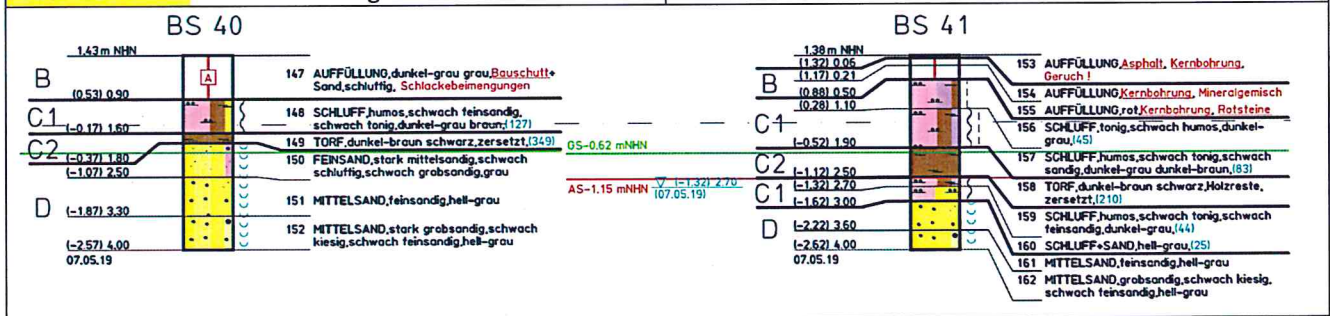 BS 40
1.43 m NHN
B
A
147 AUFFÜLLUNG,dunkel-grau grau,Bauschutt+
Sand,schluffig, Schlackebeimengungen
(0.53) 0.90
C1
148 SCHLUFF,humos,schwach feinsandig,
schwach tonig,dunkel-grau braun,(127)
(-0.17) 1.60
C2
149 TORF,dunkel-braun schwarz,zersetzt,(349)
(-0.37) 1.80
150 FEINSAND,stark mittelsandig,schwach
schluffig,schwach grobsandig,grau
(-1.07) 2.50
D
151 MITTELSAND,feinsandig,hell-grau
(-1.87) 3.30
152 MITTELSAND,stark grobsandig,schwach
kiesig,schwach feinsandig,hell-grau
(-2.57) 4.00
07.05.19
GS-0.62 mNHN
AS-1.15 mNHN
(-1.32) 2.70
(07.05.19)
BS 41
1.38 m NHN
(1.32) 0.06
(1.17) 0.21
B
(0.88) 0.50
(0.28) 1.10
C1
(-0.52) 1.90
C2
(-1.12) 2.50
(-1.32) 2.70
C1
(-1.62) 3.00
D
(-2.22) 3.60
(-2.62) 4.00
07.05.19
153 AUFFÜLLUNG,Asphalt, Kernbohrung,
Geruch !
154 AUFFÜLLUNG,Kernbohrung, Mineralgemisch
155 AUFFÜLLUNG,rot,Kernbohrung, Rotsteine
156 SCHLUFF,tonig,schwach humos,dunkel-
grau,(45)
157 SCHLUFF,humos,schwach tonig,schwach
sandig,dunkel-grau dunkel-braun,(83)
158 TORF,dunkel-braun schwarz,Holzreste,
zersetzt,(210)
159 SCHLUFF,humos,schwach tonig,schwach
feinsandig,dunkel-grau,(44)
160 SCHLUFF+SAND,hell-grau,(25)
161 MITTELSAND,feinsandig,hell-grau
162 MITTELSAND,grobsandig,schwach kiesig,
schwach feinsandig,hell-grau